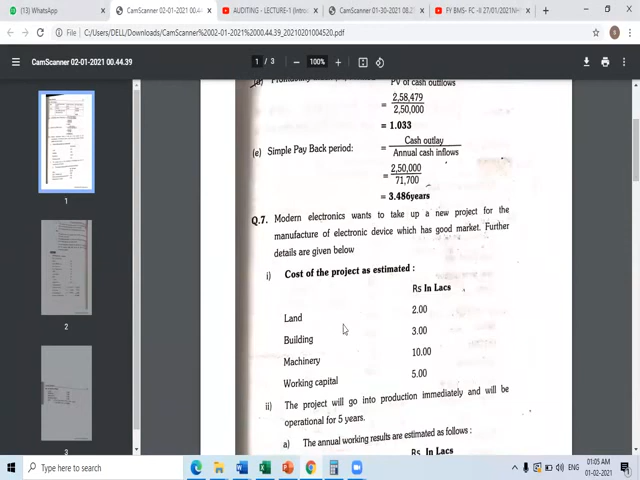 (13) WhatsApp
CamScanner 02-01-2021 00.44
AUDITING - LECTURE-1 (Introd
CamScanner 01-30-2021 08.2
FY BMS- FC -II 27/01/2021(NH
File | C:/Users/DELL/Downloads/CamScanner%2002-01-2021%2000.44.39_20210201004520.pdf
CamScanner 02-01-2021 00.44.39
1 / 3
100%
PV of cash outflows
= 2,58,479
2,50,000
= 1.033
(e) Simple Pay Back period:
= Cash outlay
Annual cash inflows
= 2,50,000
71,700
= 3.486years
Q.7. Modern electronics wants to take up a new project for the
manufacture of electronic device which has good market. Further
details are given below
i) Cost of the project as estimated :
Rs In Lacs
Land 2.00
Building 3.00
Machinery 10.00
Working capital 5.00
ii) The project will go into production immediately and will be
operational for 5 years.
a) The annual working results are estimated as follows :
Rs. In Lacs
1
2
3
Type here to search
ENG
01:05 AM
01-02-2021